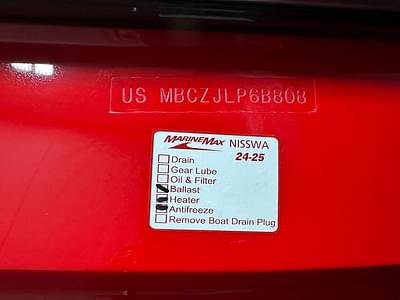 US MBCZJLP6B808
MARINEMAX NISSWA
24-25
Drain
Gear Lube
Oil & Filter
Ballast
Heater
Antifreeze
Remove Boat Drain Plug